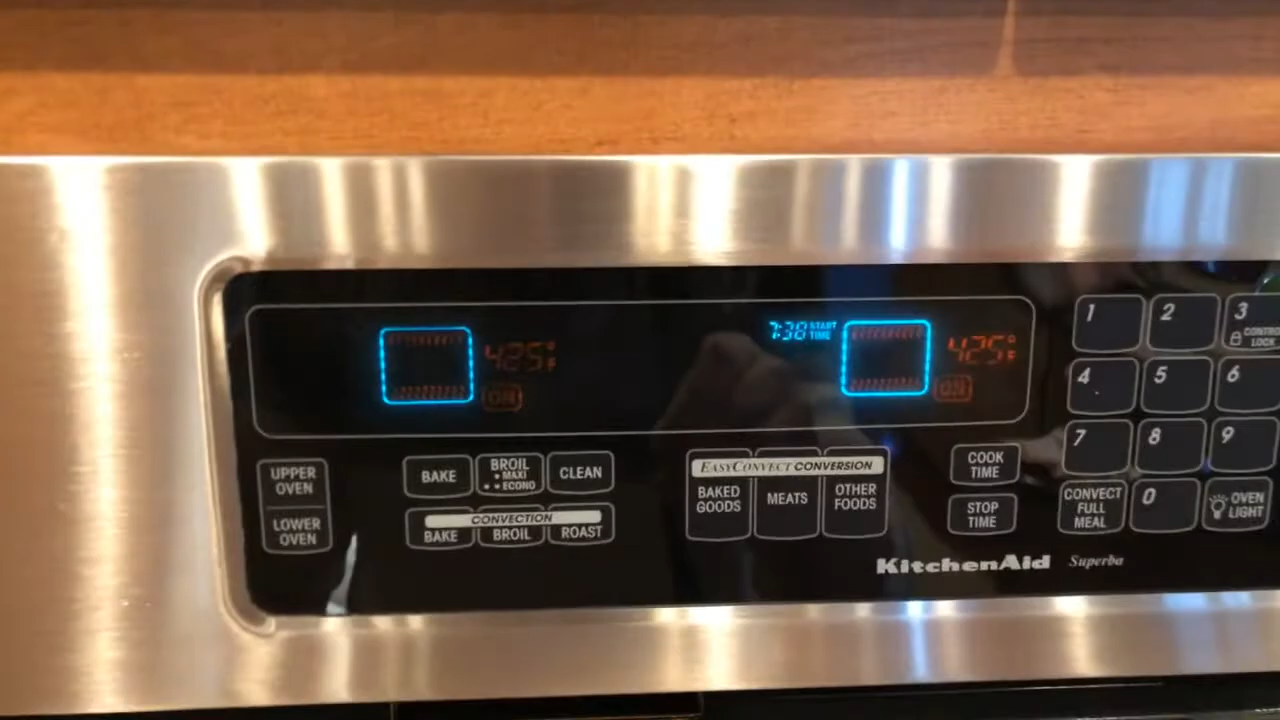 7:38 START TIME
425°F
425°F
ON
ON
UPPER OVEN
LOWER OVEN
BAKE
BROIL
• MAXI
• • ECONO
CLEAN
CONVECTION
BAKE
BROIL
ROAST
EASYCONVECT CONVERSION
BAKED GOODS
MEATS
OTHER FOODS
COOK TIME
STOP TIME
1
2
3
LOCK
4
5
6
7
8
9
CONVECT FULL MEAL
0
OVEN LIGHT
KitchenAid Superba